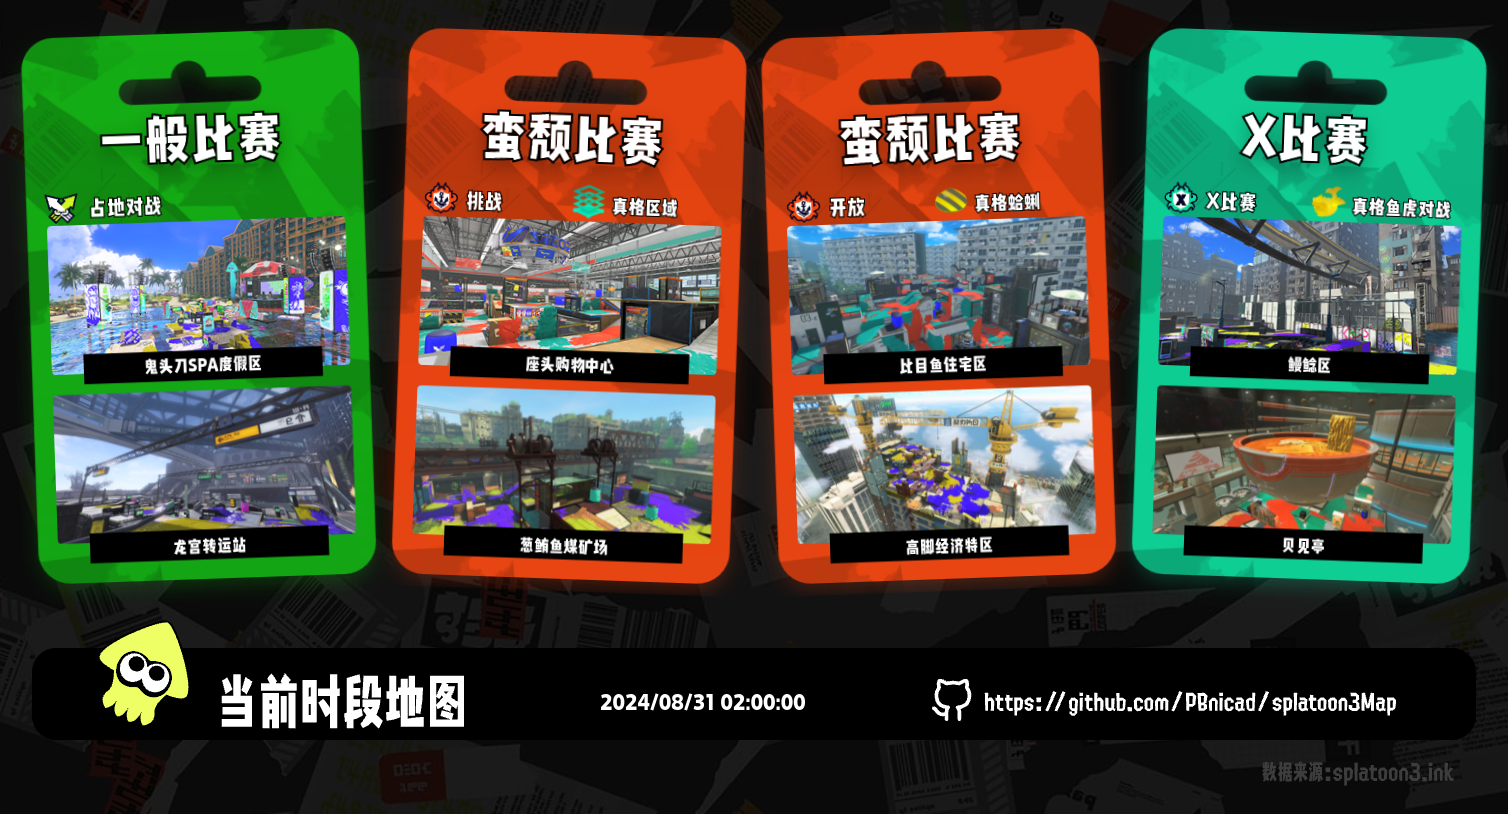 一般比赛
占地对战
鬼头刀SPA度假区
龙宫转运站
蛮颓比赛
挑战
真格区域
座头购物中心
葱鲔鱼煤矿场
蛮颓比赛
开放
真格蛤蜊
比目鱼住宅区
高脚经济特区
X比赛
X比赛
真格鱼虎对战
鳗鲶区
贝见亭
当前时段地图
2024/08/31 02:00:00
https://github.com/PBnicad/splatoon3Map
数据来源:splatoon3.ink